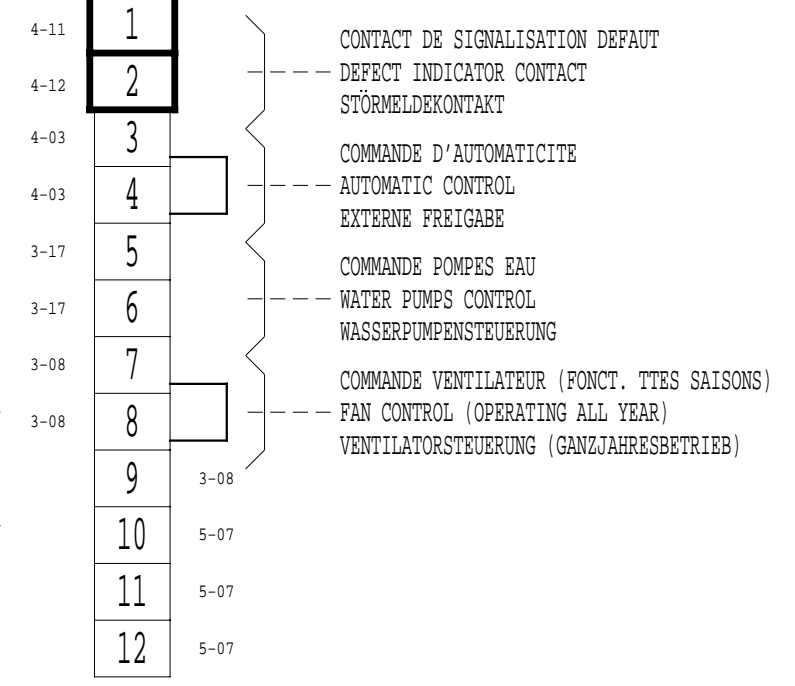 4-11 1
CONTACT DE SIGNALISATION DEFAUT
4-12 2 DEFECT INDICATOR CONTACT
STÖRMELDEKONTAKT
4-03 3
COMMANDE D'AUTOMATICITE
4-03 4 AUTOMATIC CONTROL
EXTERNE FREIGABE
3-17 5
COMMANDE POMPES EAU
3-17 6 WATER PUMPS CONTROL
WASSERPUMPENSTEUERUNG
3-08 7
COMMANDE VENTILATEUR (FONCT. TTES SAISONS)
3-08 8 FAN CONTROL (OPERATING ALL YEAR)
VENTILATORSTEUERUNG (GANZJAHRESBETRIEB)
9 3-08
10 5-07
11 5-07
12 5-07